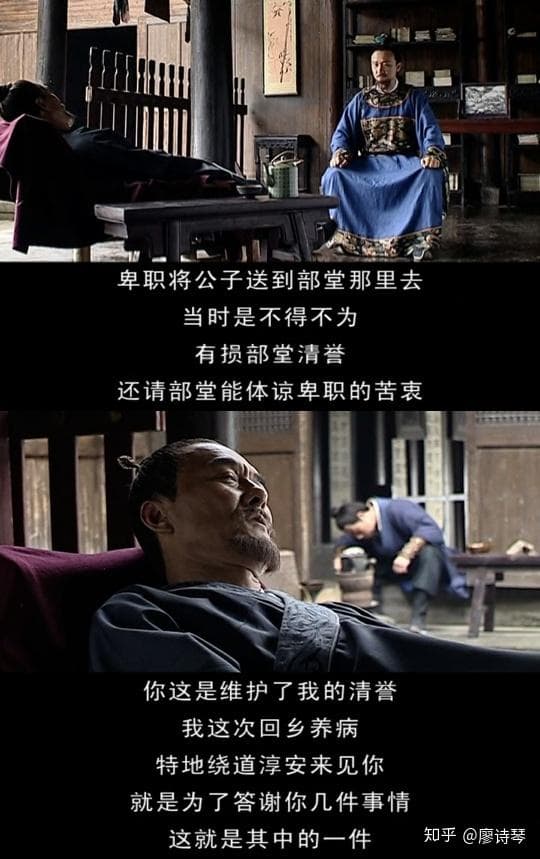 卑职将公子送到部堂那里去
当时是不得不为
有损部堂清誉
还请部堂能体谅卑职的苦衷
你这是维护了我的清誉
我这次回乡养病
特地绕道淳安来见你
就是为了答谢你几件事情
这就是其中的一件
知乎 @廖诗琴